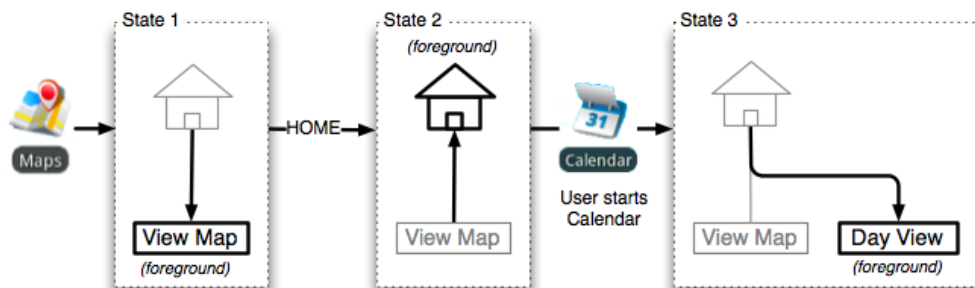 State 1
State 2
State 3
(foreground)
Maps
HOME
31
Calendar
User starts
Calendar
View Map
(foreground)
View Map
View Map
Day View
(foreground)